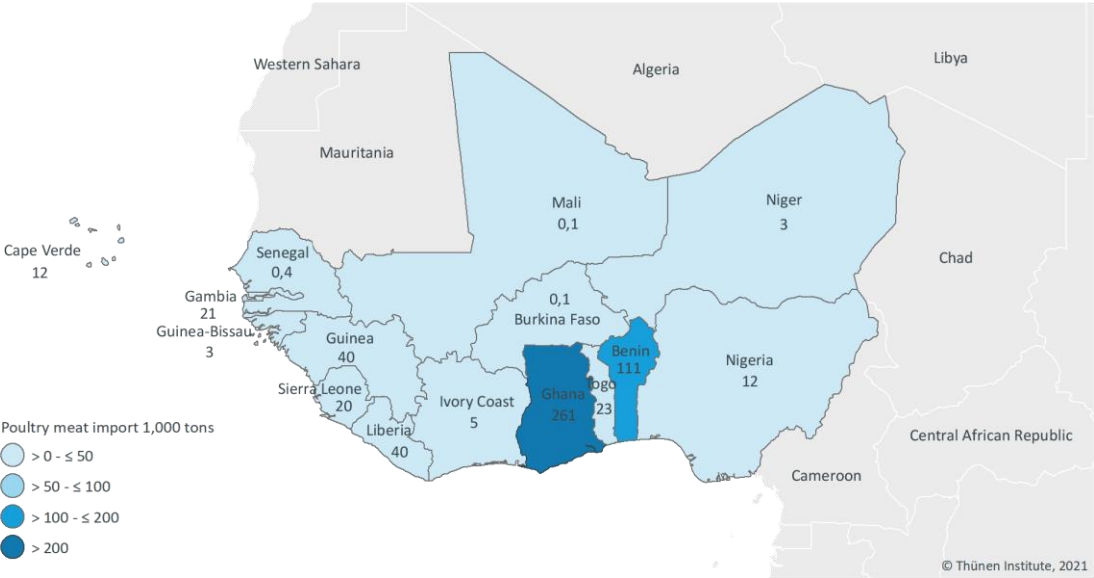 Western Sahara
Algeria
Libya
Mauritania
Mali
0,1
Niger
3
Cape Verde
12
Senegal
0,4
Chad
Gambia
21
Guinea-Bissau
3
0,1
Burkina Faso
Guinea
40
Benin
111
Nigeria
12
Sierra Leone
20
Ivory Coast
5
Ghana
261
Togo
23
Liberia
40
Poultry meat import 1,000 tons
> 0 - ≤ 50
> 50 - ≤ 100
> 100 - ≤ 200
> 200
Central African Republic
Cameroon
© Thünen Institute, 2021